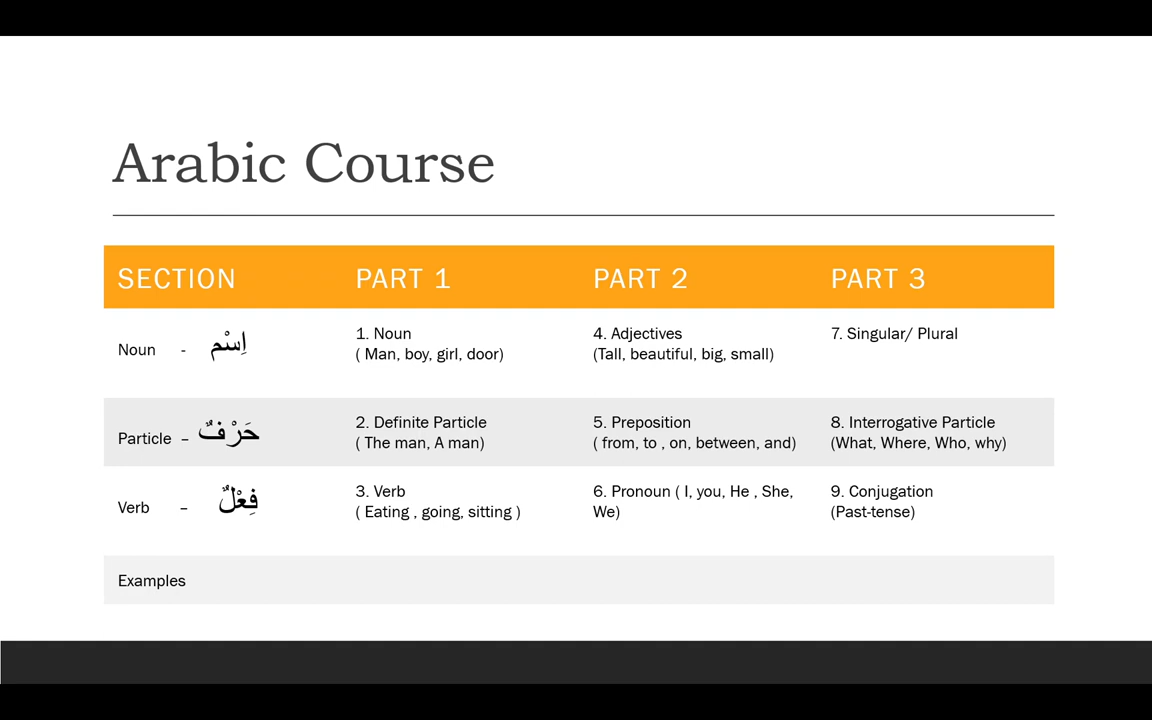 Arabic Course
SECTION PART 1 PART 2 PART 3
Noun - اِسْم
1. Noun
( Man, boy, girl, door)
4. Adjectives
(Tall, beautiful, big, small)
7. Singular/ Plural
Particle – حَرْفٌ
2. Definite Particle
( The man, A man)
5. Preposition
( from, to , on, between, and)
8. Interrogative Particle
(What, Where, Who, why)
Verb – فِعْلٌ
3. Verb
( Eating , going, sitting )
6. Pronoun ( I, you, He , She,
We)
9. Conjugation
(Past-tense)
Examples